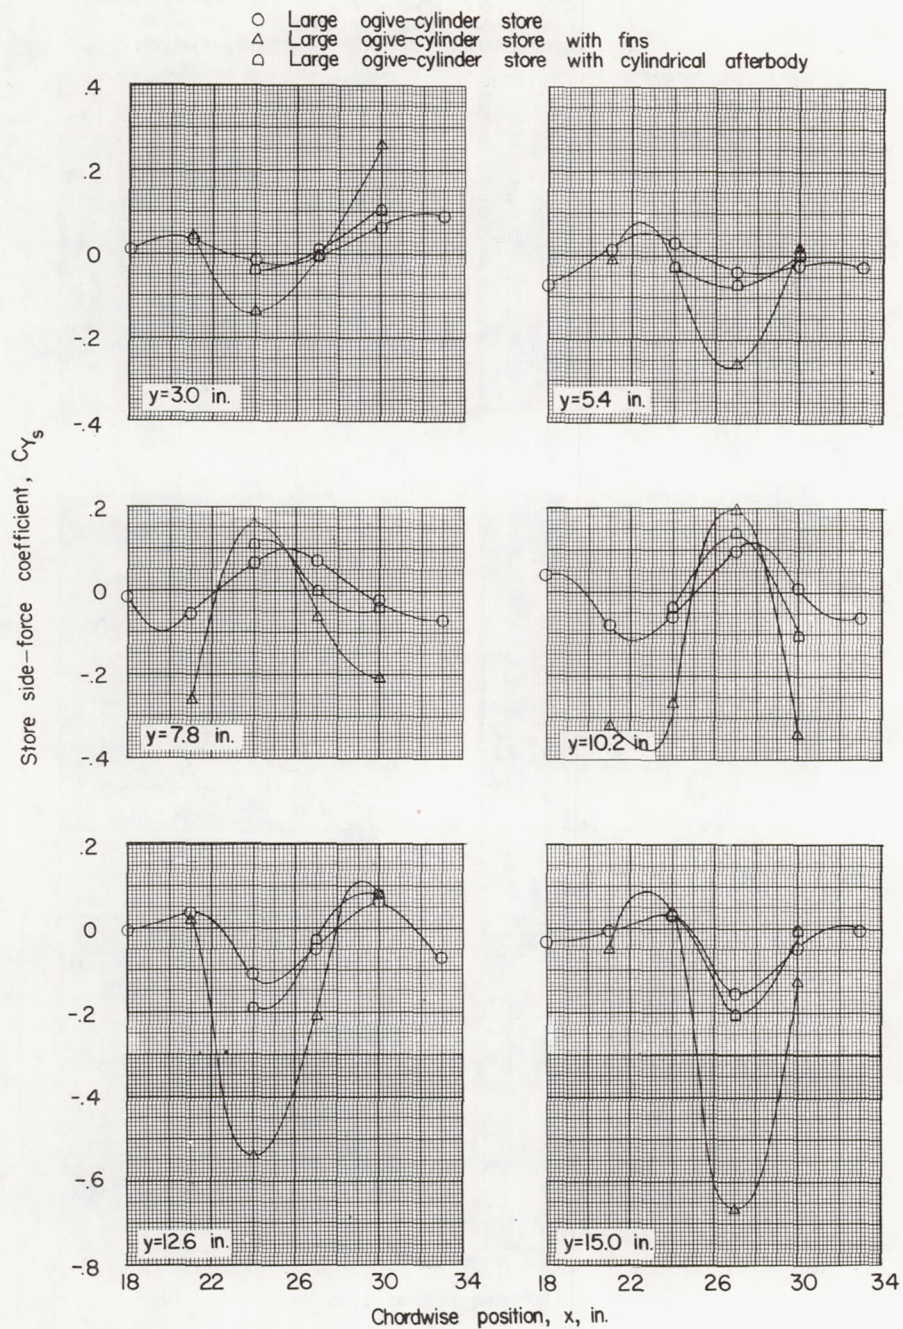 Large ogive-cylinder store
Large ogive-cylinder store with fins
Large ogive-cylinder store with cylindrical afterbody
.4
.2
0
-.2
-.4
y=3.0 in.
y=5.4 in.
Store side-force coefficient, CYs
.2
0
-.2
-.4
y=7.8 in.
y=10.2 in
.2
0
-.2
-.4
-.6
-.8
y=12.6 in.
y=15.0 in.
18 22 26 30 34 18 22 26 30 34
Chordwise position, x, in.